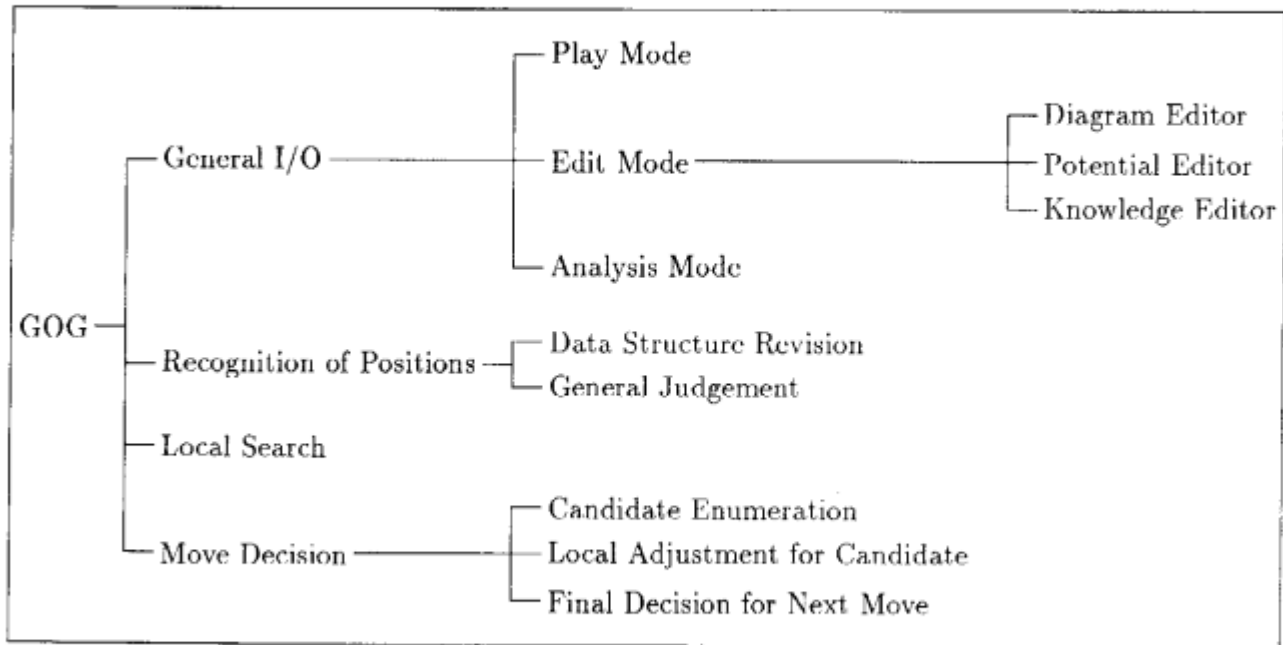 GOG
General I/O
Play Mode
Edit Mode
Diagram Editor
Potential Editor
Knowledge Editor
Analysis Mode
Recognition of Positions
Data Structure Revision
General Judgement
Local Search
Move Decision
Candidate Enumeration
Local Adjustment for Candidate
Final Decision for Next Move